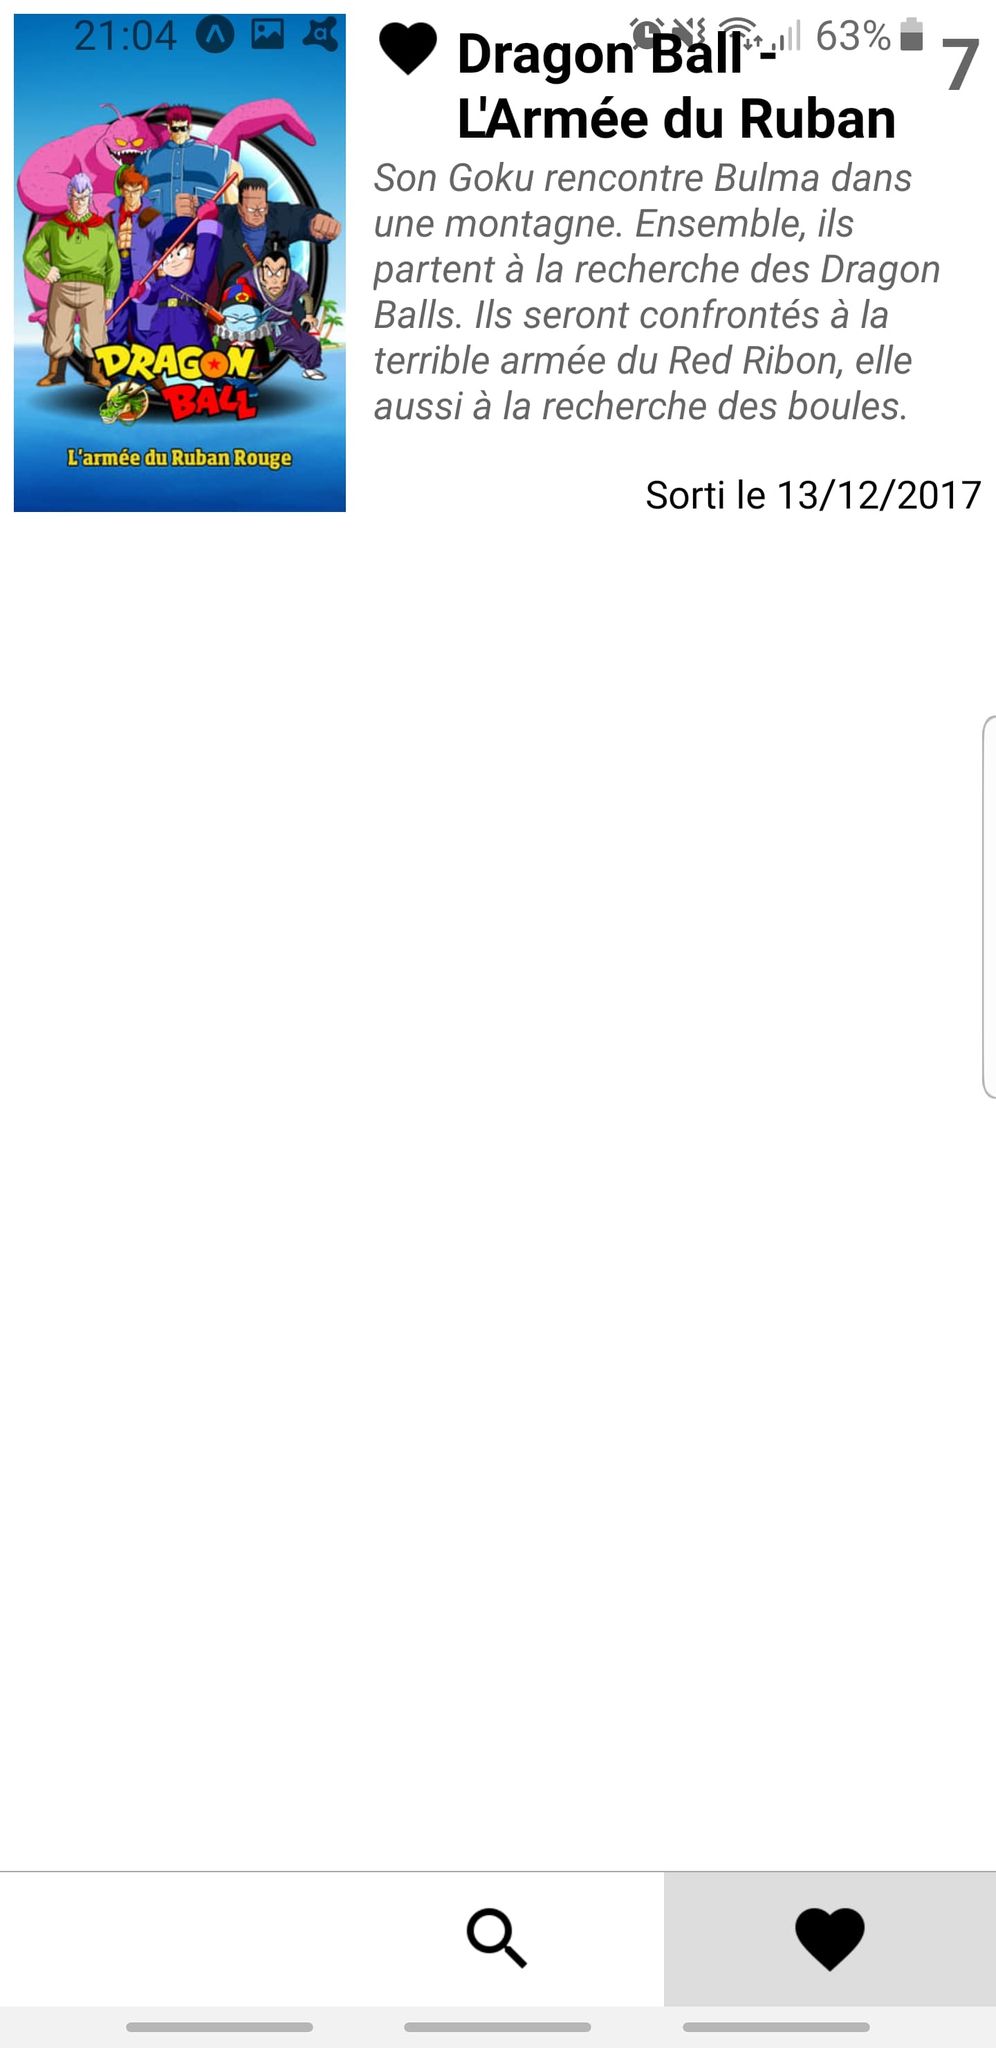 21:04
63%
Dragon Ball -
L'Armée du Ruban
7
Son Goku rencontre Bulma dans
une montagne. Ensemble, ils
partent à la recherche des Dragon
Balls. Ils seront confrontés à la
terrible armée du Red Ribon, elle
aussi à la recherche des boules.
Sorti le 13/12/2017
DRAGON
BALL
L'armée du Ruban Rouge